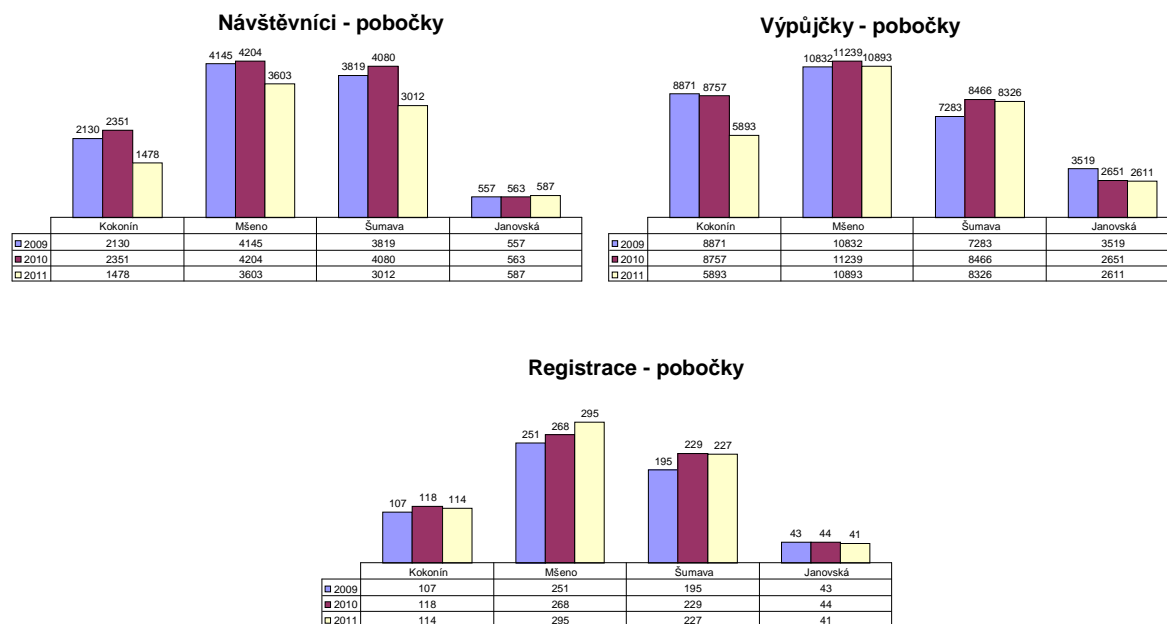 Návštěvníci - pobočky
4145 4204 3603
3819 4080 3012
2130 2351 1478
557 563 587
Kokonín Mšeno Šumava Janovská
2009 2130 4145 3819 557
2010 2351 4204 4080 563
2011 1478 3603 3012 587
Výpůjčky - pobočky
8871 8757 5893
10832 11239 10893
7283 8466 8326
3519 2651 2611
Kokonín Mšeno Šumava Janovská
2009 8871 10832 7283 3519
2010 8757 11239 8466 2651
2011 5893 10893 8326 2611
Registrace - pobočky
107 118 114
251 268 295
195 229 227
43 44 41
Kokonín Mšeno Šumava Janovská
2009 107 251 195 43
2010 118 268 229 44
2011 114 295 227 41